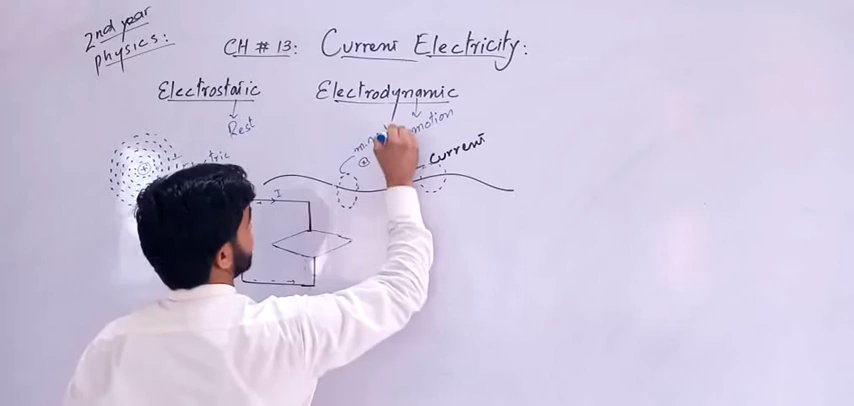 2nd year
physics:
CH # 13: Current Electricity:
Electrostatic Electrodynamic
Rest
motion
current
I